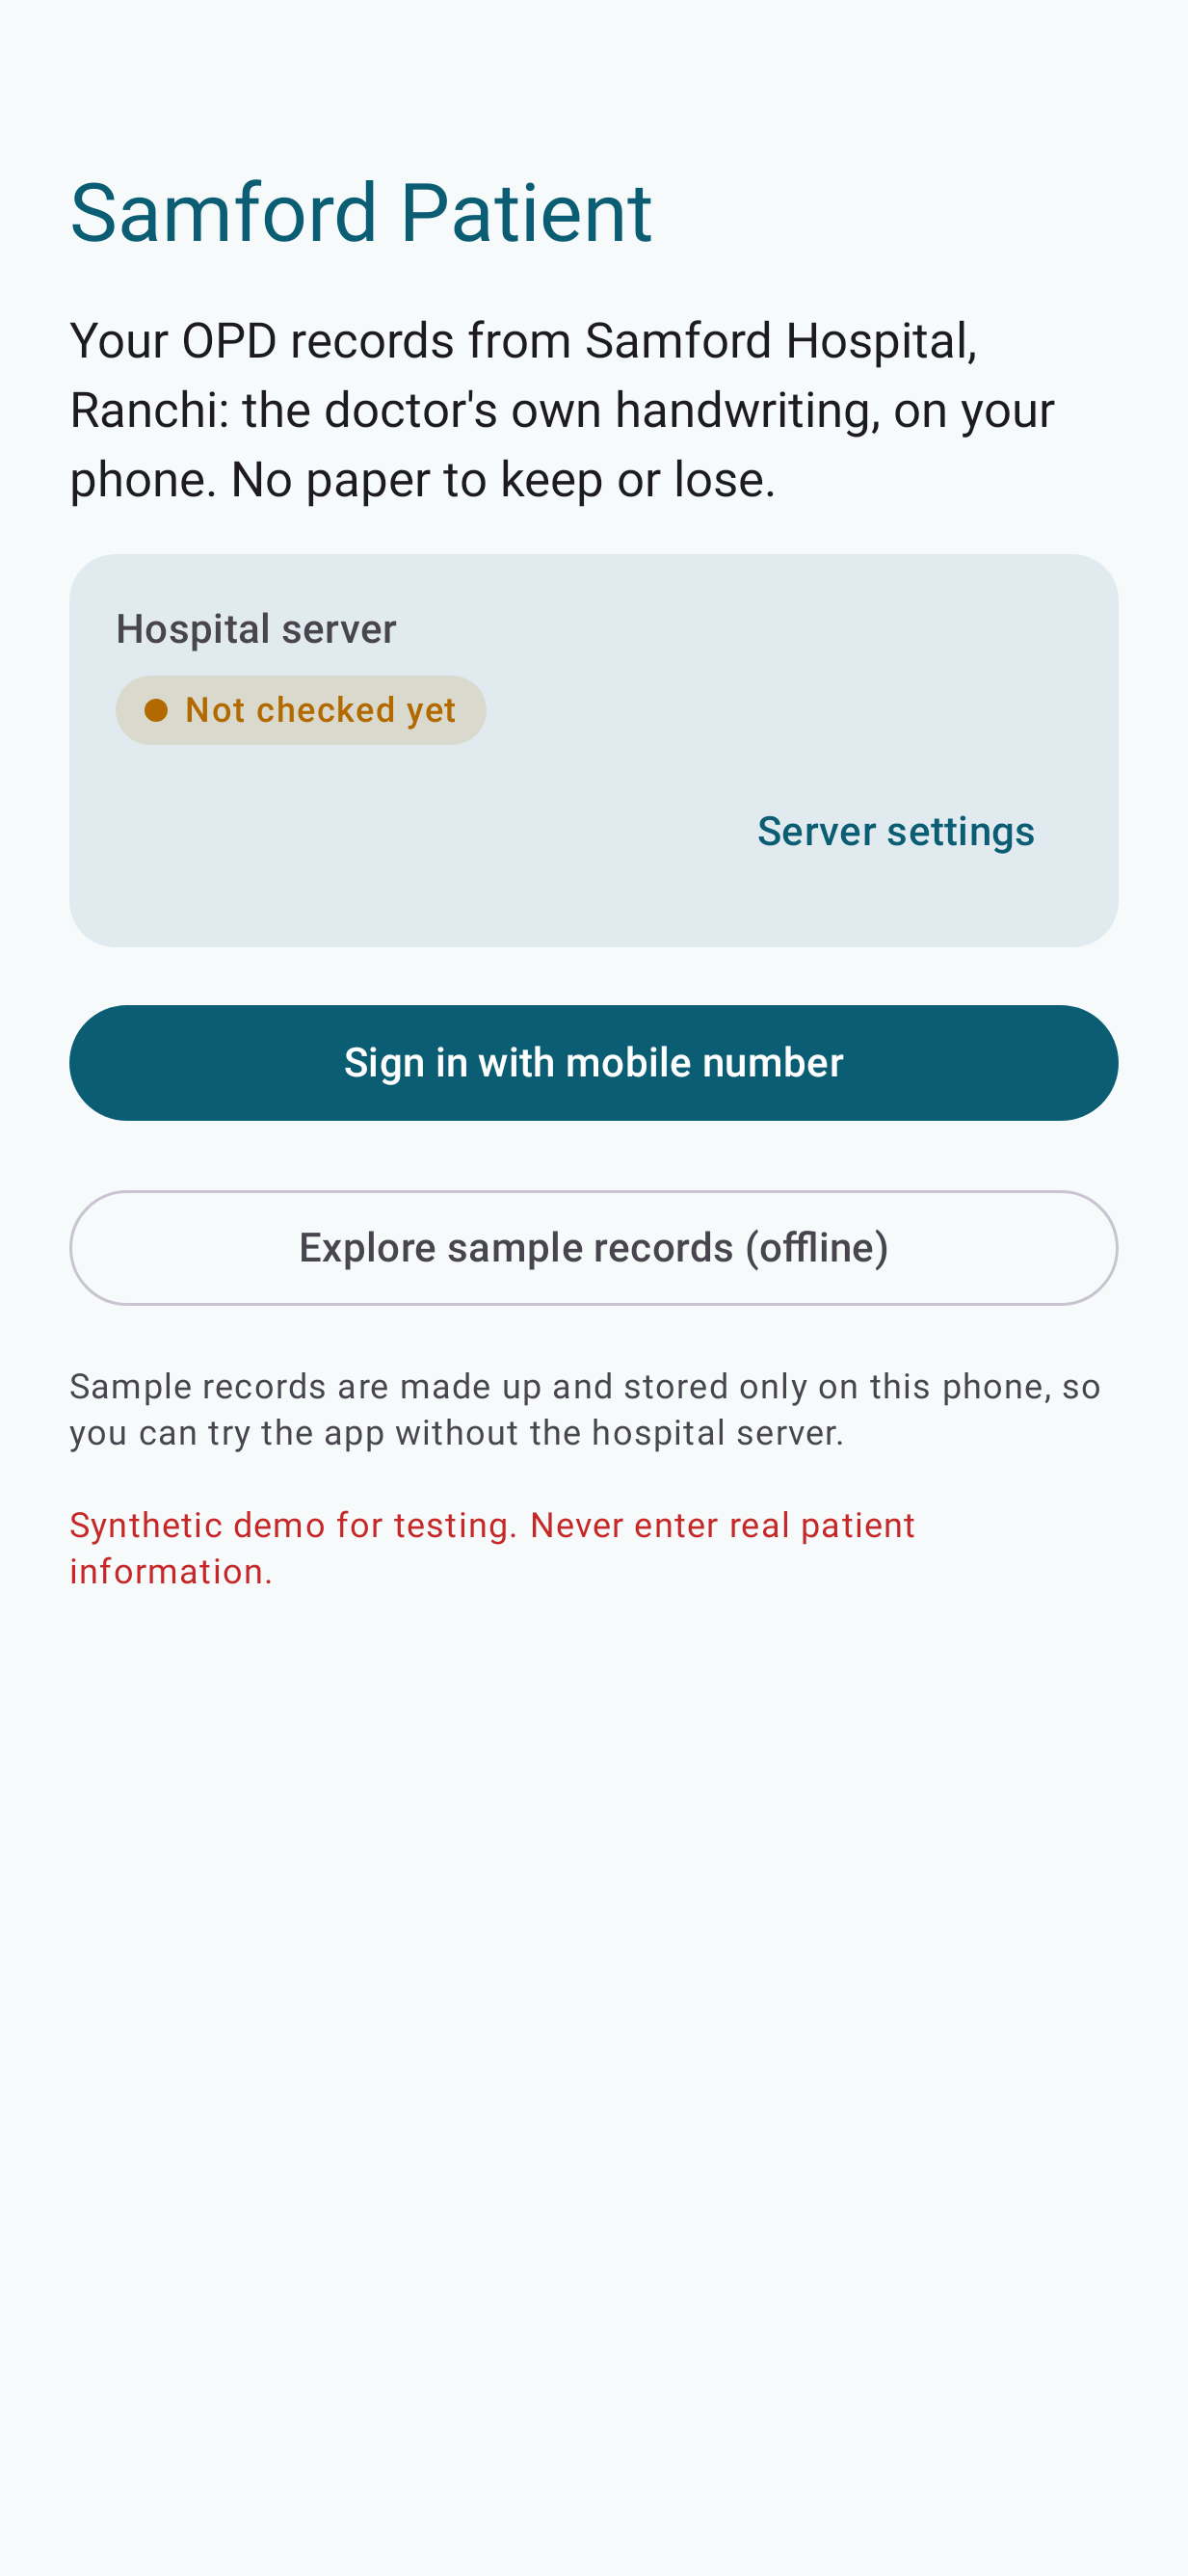 Samford Patient
Your OPD records from Samford Hospital,
Ranchi: the doctor's own handwriting, on your
phone. No paper to keep or lose.
Hospital server
Not checked yet
Server settings
Sign in with mobile number
Explore sample records (offline)
Sample records are made up and stored only on this phone, so
you can try the app without the hospital server.
Synthetic demo for testing. Never enter real patient
information.